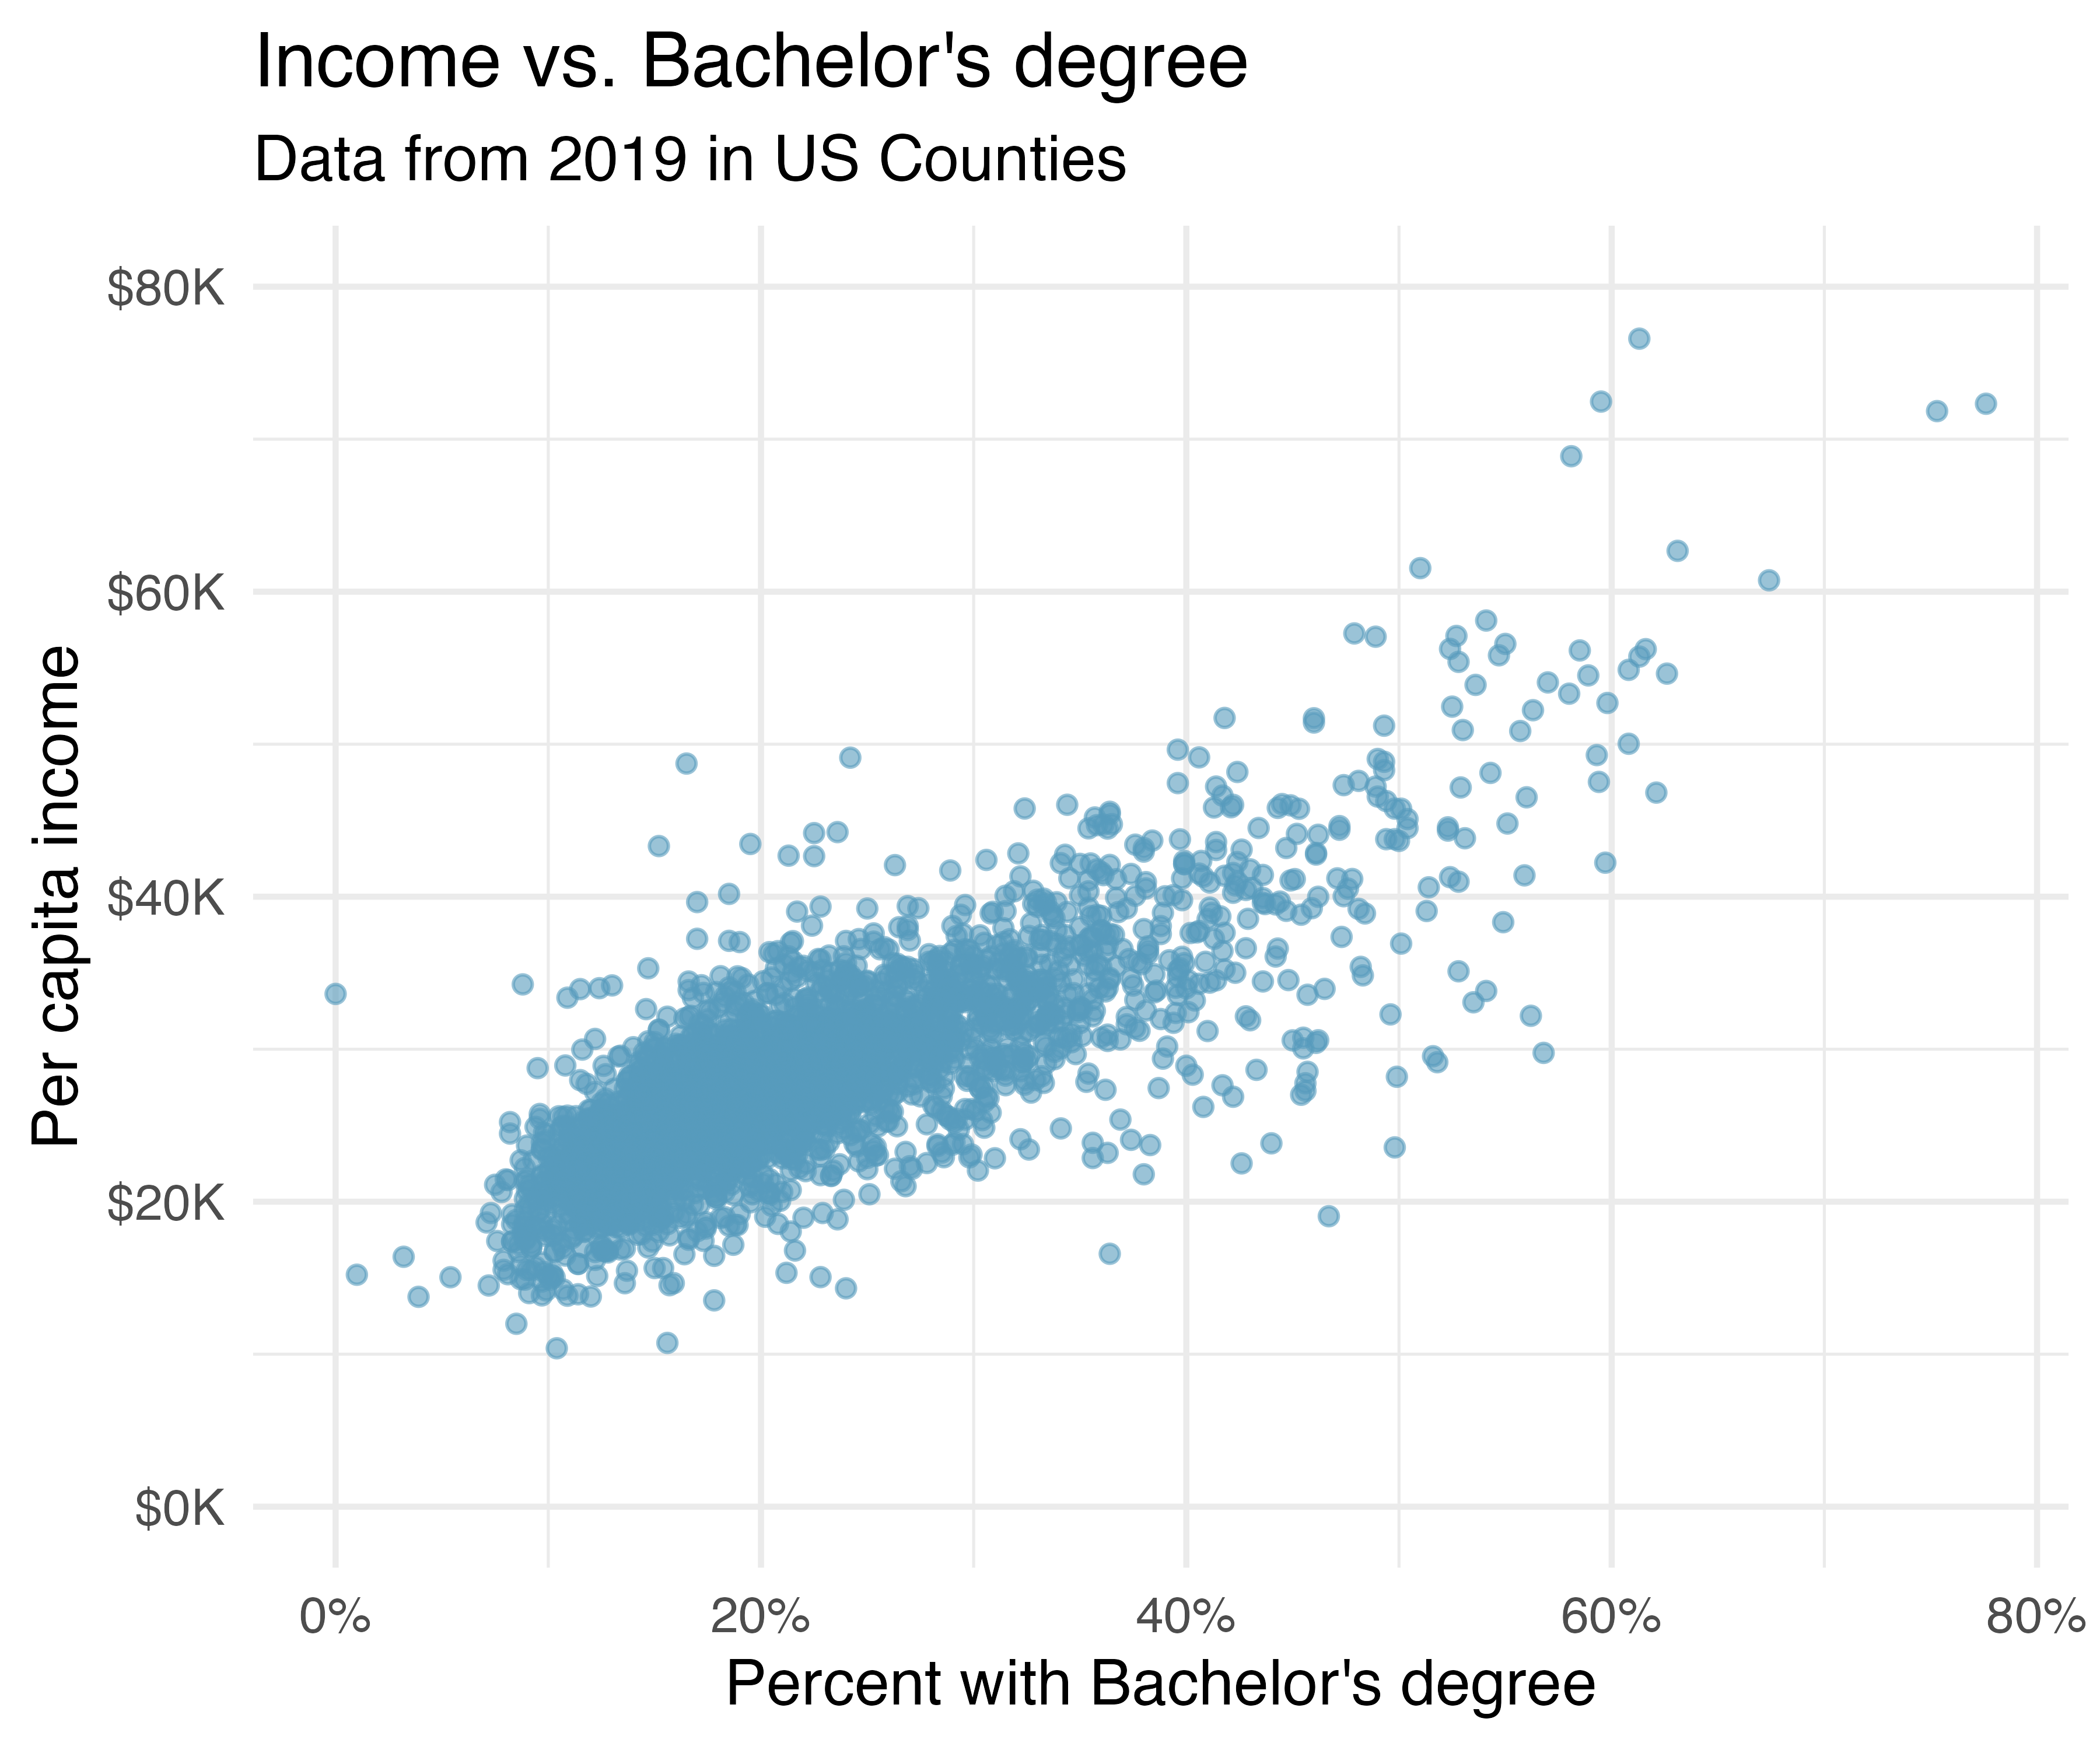 Income vs. Bachelor's degree
Data from 2019 in US Counties
$80K
$60K
$40K
$20K
$0K
Per capita income
0%
20%
40%
60%
80%
Percent with Bachelor's degree